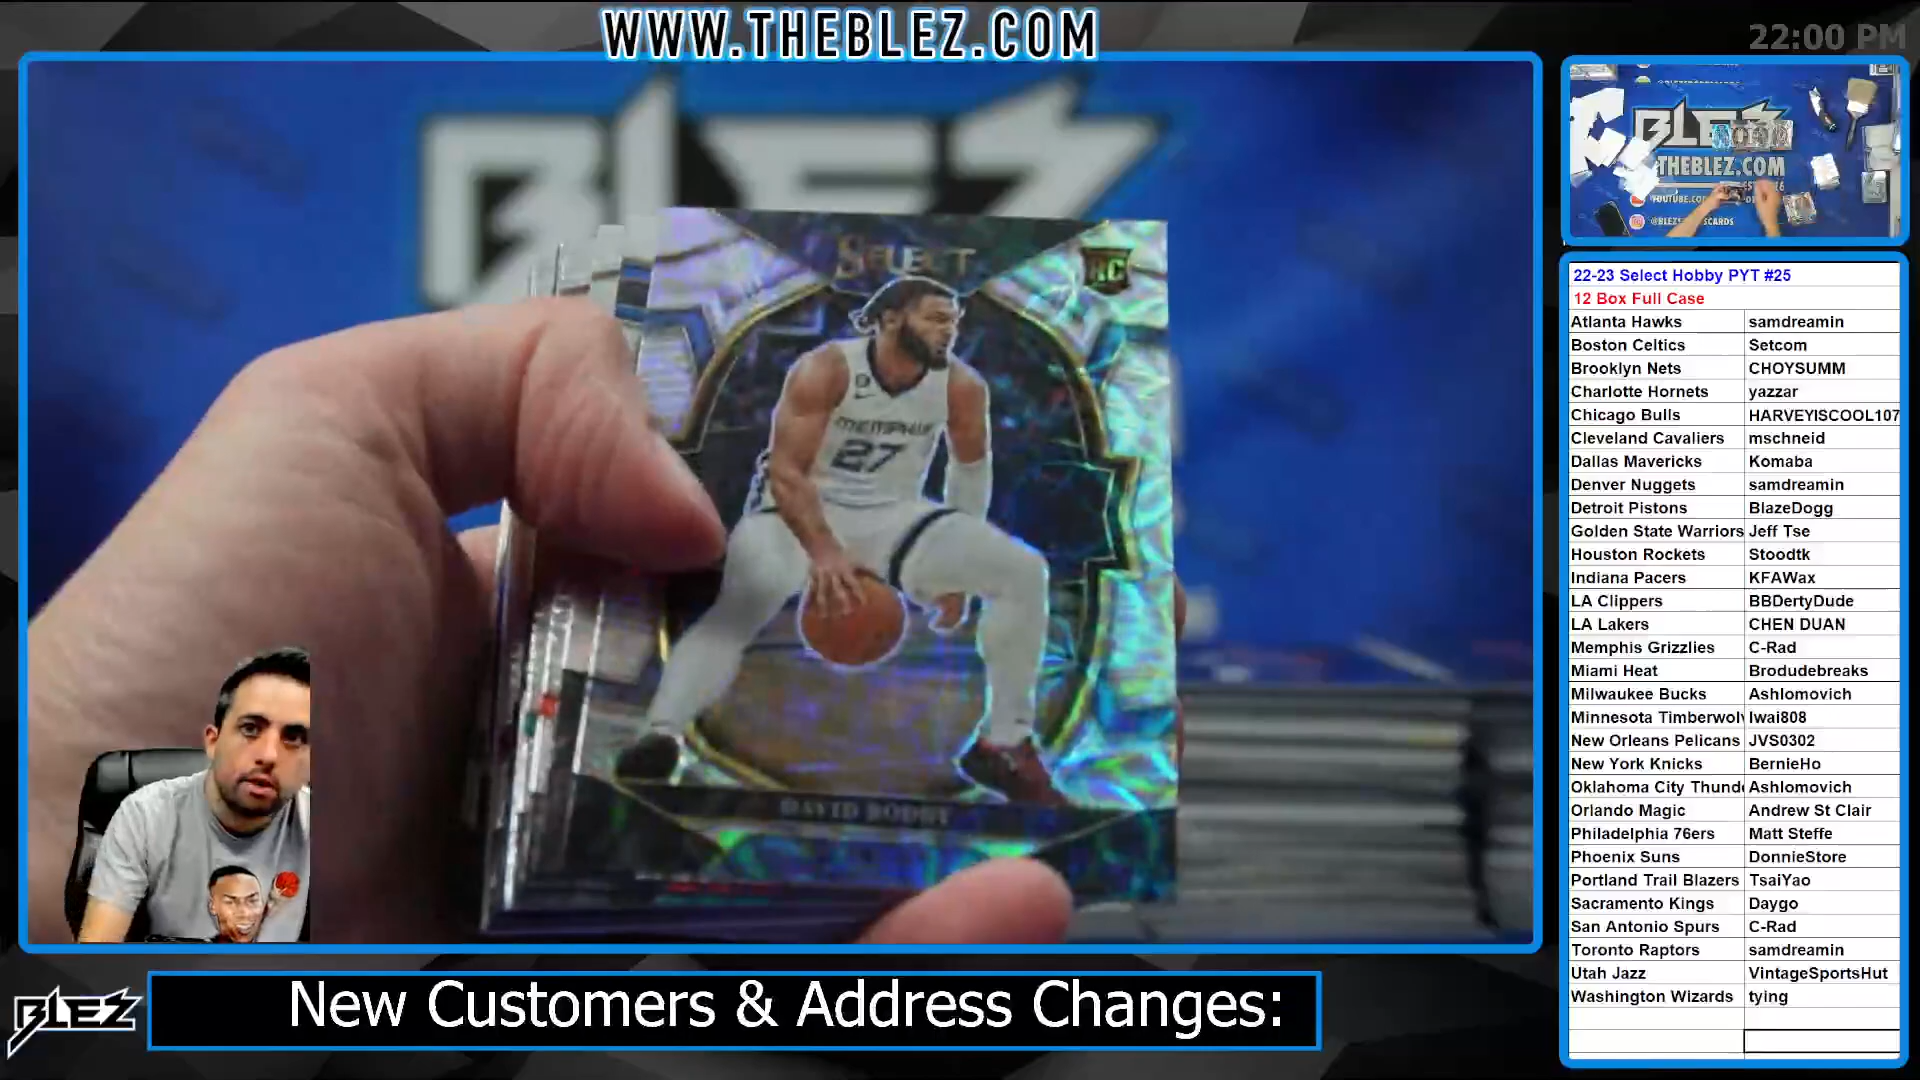 WWW.THEBLEZ.COM
22:00 PM
BLEZ
SELECT
RC
MEMPHIS
27
DAVID RODDY
BLEZ
THEBLEZ.COM
22-23 Select Hobby PYT #25
12 Box Full Case
Atlanta Hawks samdreamin
Boston Celtics Setcom
Brooklyn Nets CHOYSUMM
Charlotte Hornets yazzar
Chicago Bulls HARVEYISCOOL107
Cleveland Cavaliers mschneid
Dallas Mavericks Komaba
Denver Nuggets samdreamin
Detroit Pistons BlazeDogg
Golden State Warriors Jeff Tse
Houston Rockets Stoodtk
Indiana Pacers KFAWax
LA Clippers BBDertyDude
LA Lakers CHEN DUAN
Memphis Grizzlies C-Rad
Miami Heat Brodudebreaks
Milwaukee Bucks Ashlomovich
Minnesota Timberwolv Iwai808
New Orleans Pelicans JVS0302
New York Knicks BernieHo
Oklahoma City Thunde Ashlomovich
Orlando Magic Andrew St Clair
Philadelphia 76ers Matt Steffe
Phoenix Suns DonnieStore
Portland Trail Blazers TsaiYao
Sacramento Kings Daygo
San Antonio Spurs C-Rad
Toronto Raptors samdreamin
Utah Jazz VintageSportsHut
Washington Wizards tying
BLEZ
New Customers & Address Changes: